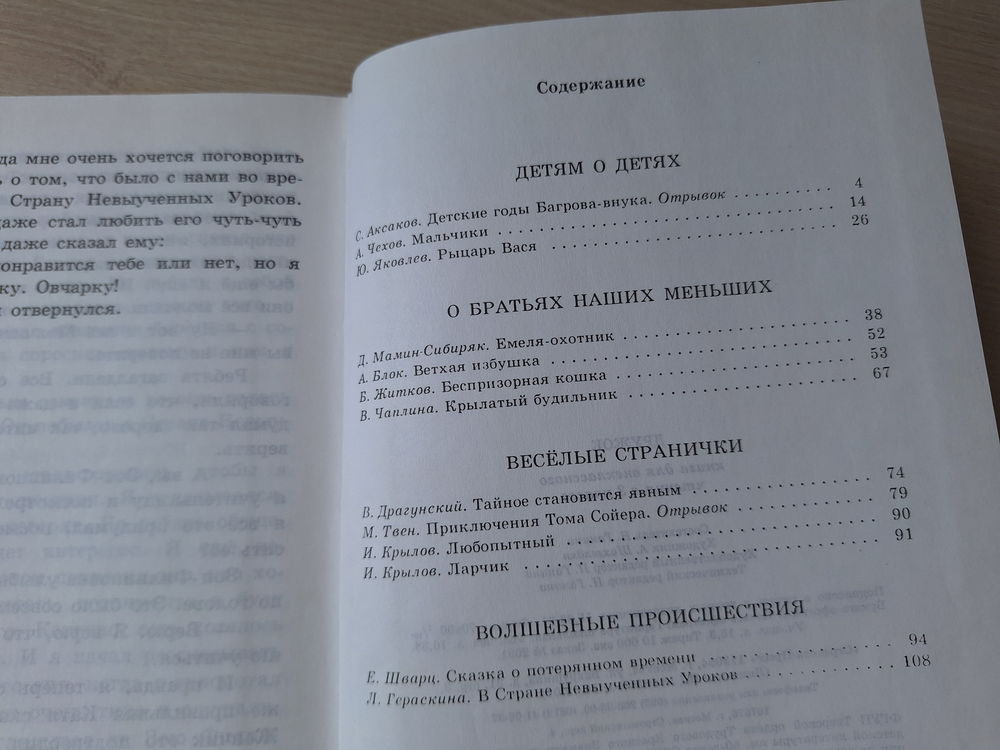 да мне очень хочется поговорить
о том, что было с нами во вре-
Страну Невыученных Уроков.
даже стал любить его чуть-чуть
даже сказал ему:
понравится тебе или нет, но я
ку. Овчарку!
отвернулся.
Содержание
ДЕТЯМ О ДЕТЯХ
С. Аксаков. Детские годы Багрова-внука. Отрывок . . . . . . . . . . 4
А. Чехов. Мальчики . . . . . . . . . . . . . . . . . . . . . . . . . . . . . . . . . . 14
Ю. Яковлев. Рыцарь Вася . . . . . . . . . . . . . . . . . . . . . . . . . . . . . 26
О БРАТЬЯХ НАШИХ МЕНЬШИХ
Д. Мамин-Сибиряк. Емеля-охотник . . . . . . . . . . . . . . . . . . . . . . 38
А. Блок. Ветхая избушка . . . . . . . . . . . . . . . . . . . . . . . . . . . . . . 52
Б. Житков. Беспризорная кошка . . . . . . . . . . . . . . . . . . . . . . . . 53
В. Чаплина. Крылатый будильник . . . . . . . . . . . . . . . . . . . . . . . 67
ВЕСЁЛЫЕ СТРАНИЧКИ
В. Драгунский. Тайное становится явным . . . . . . . . . . . . . . . . . 74
М. Твен. Приключения Тома Сойера. Отрывок . . . . . . . . . . . . . 79
И. Крылов. Любопытный . . . . . . . . . . . . . . . . . . . . . . . . . . . . . . 90
И. Крылов. Ларчик . . . . . . . . . . . . . . . . . . . . . . . . . . . . . . . . . . . 91
ВОЛШЕБНЫЕ ПРОИСШЕСТВИЯ
Е. Шварц. Сказка о потерянном времени . . . . . . . . . . . . . . . . . 94
Л. Гераскина. В Стране Невыученных Уроков . . . . . . . . . . . . . 108